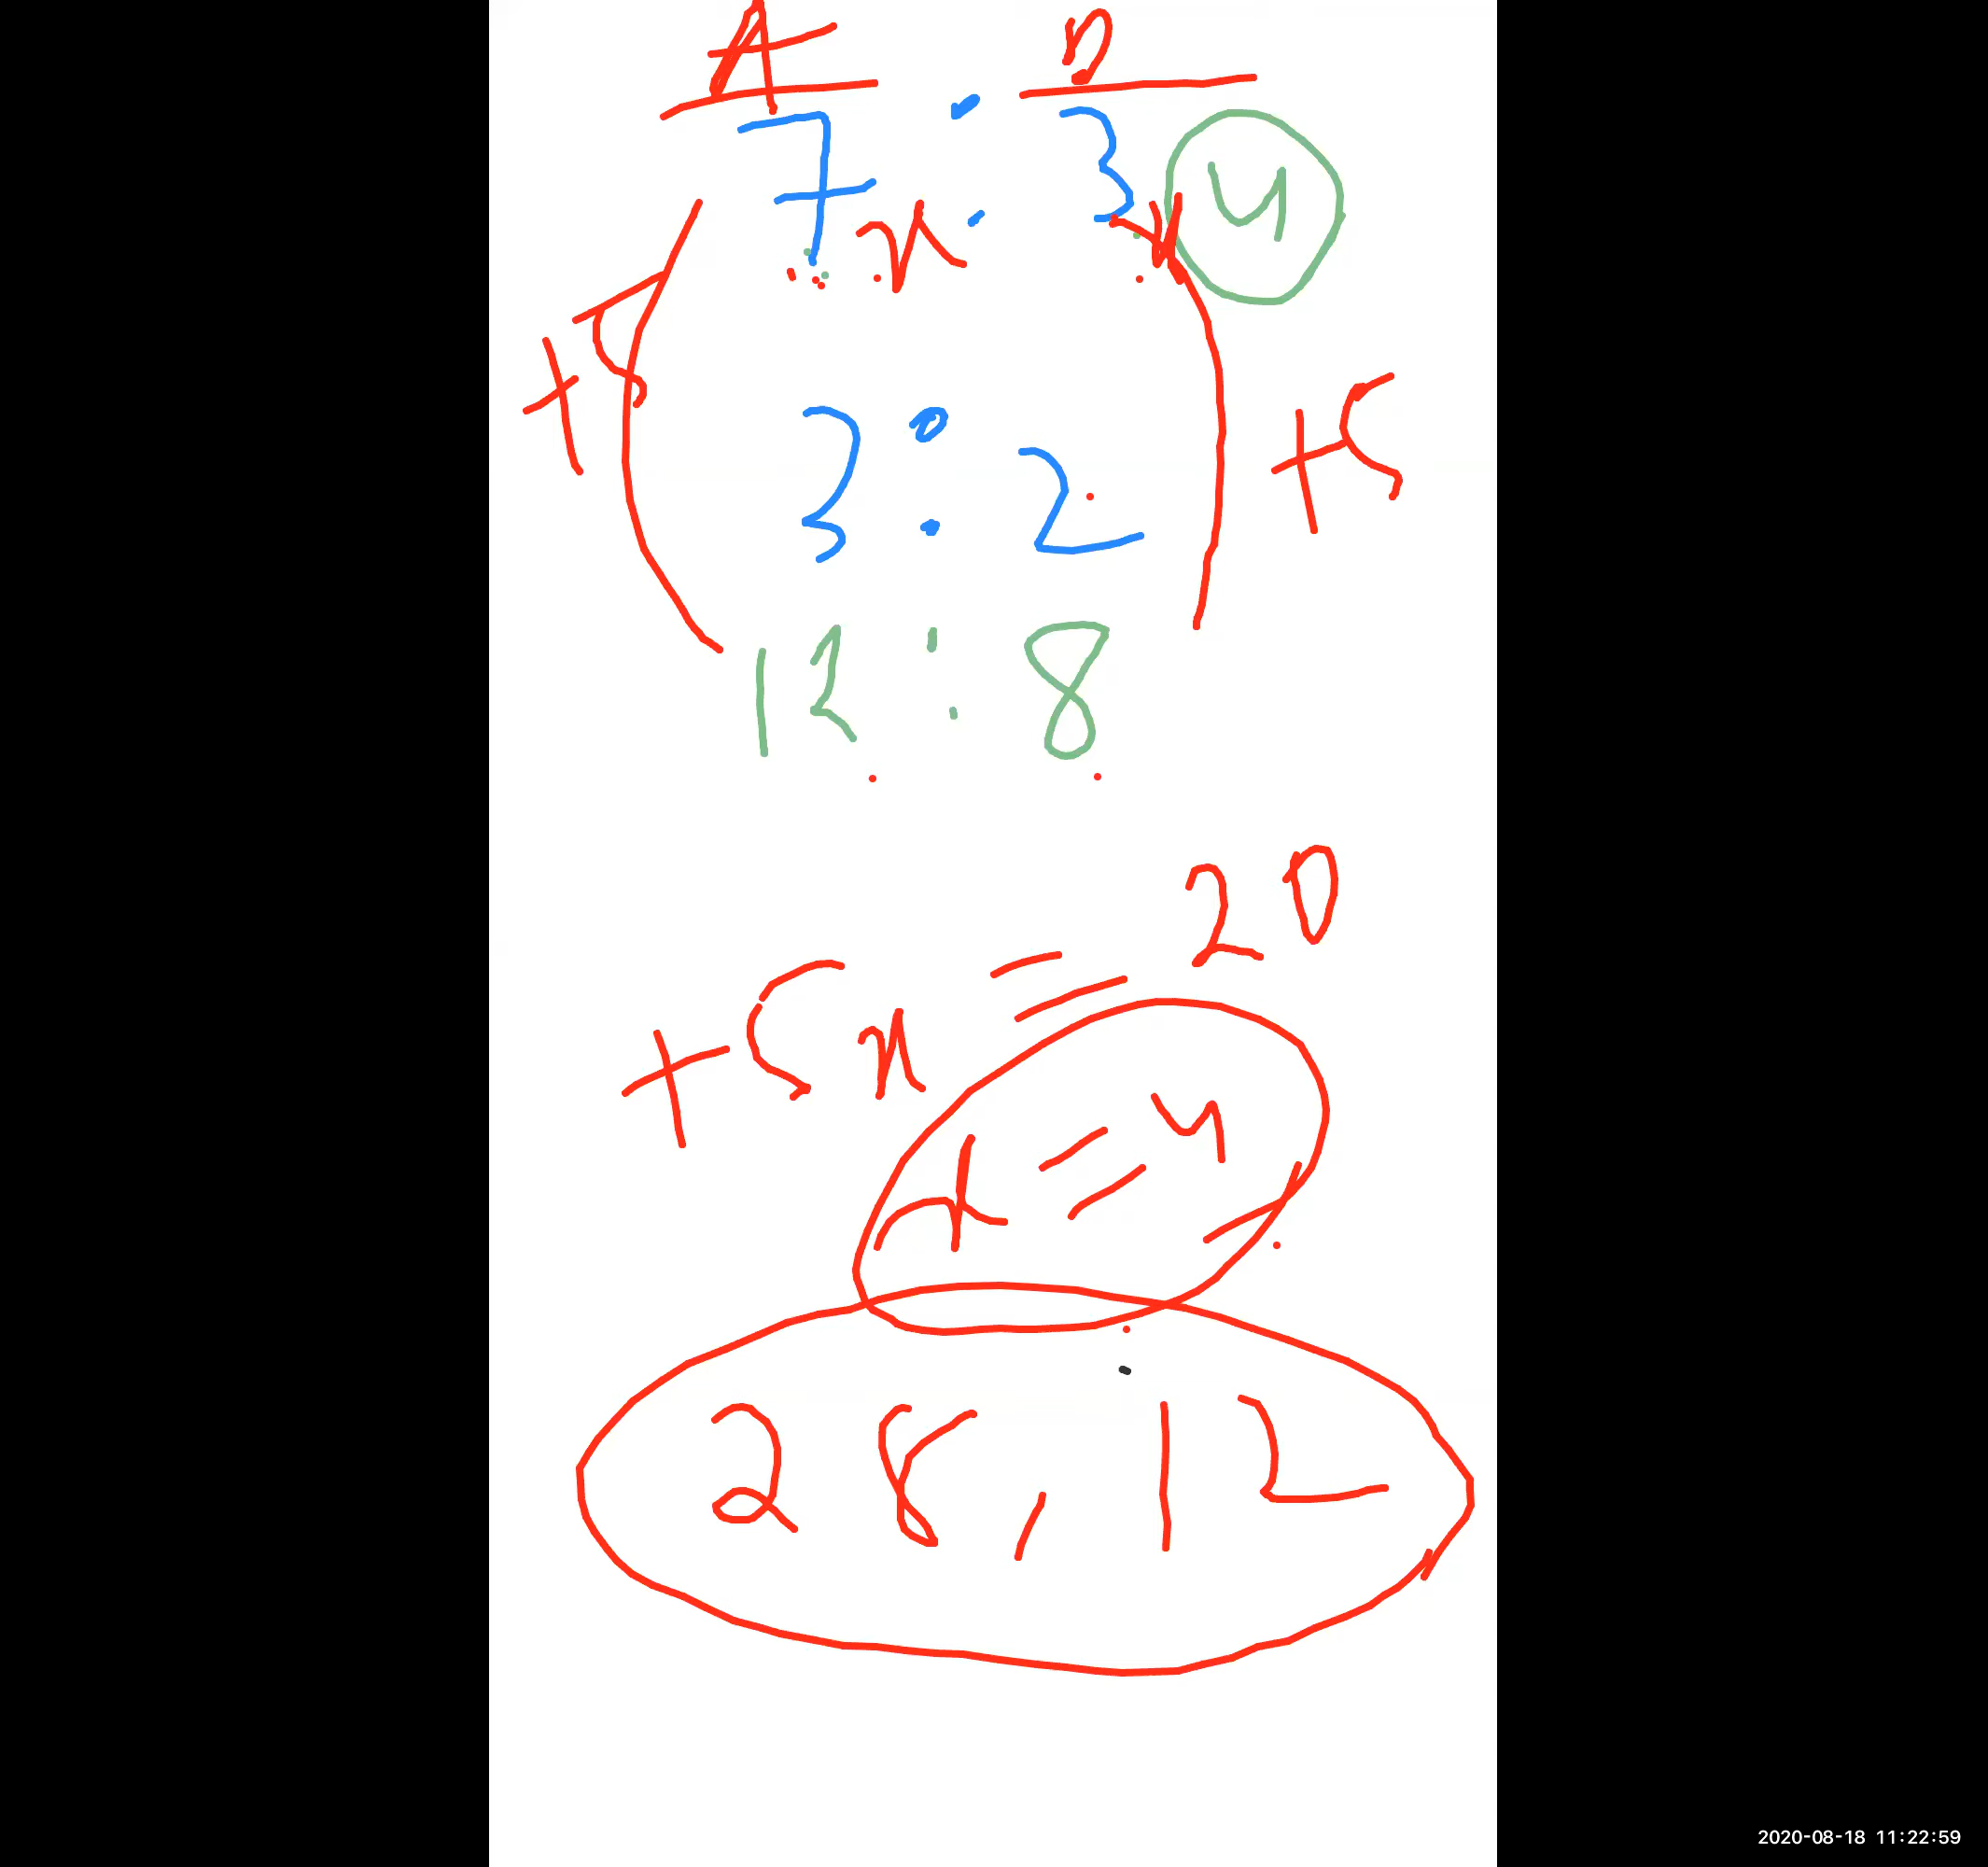 A B
7x : 3x 4
+5 +5
3 : 2
12 : 8
+5x = 20
x = 4
28, 12
2020-08-18 11:22:59